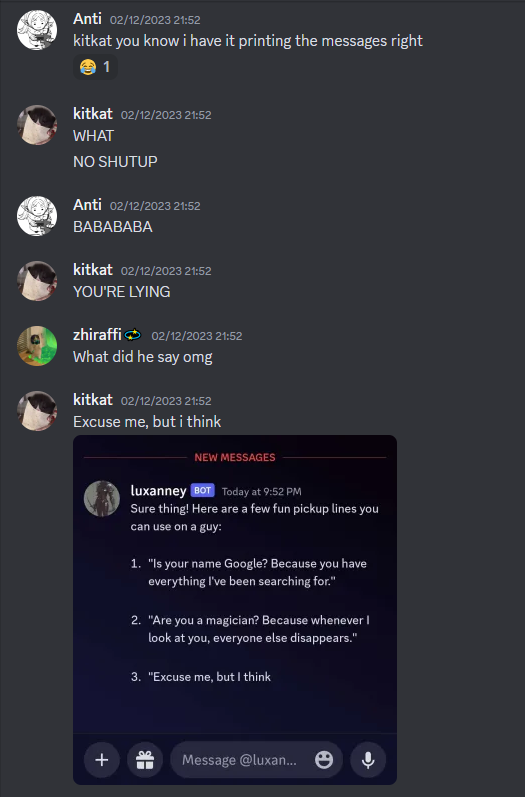 Anti 02/12/2023 21:52
kitkat you know i have it printing the messages right
😂 1
kitkat 02/12/2023 21:52
WHAT
NO SHUTUP
Anti 02/12/2023 21:52
BABABABA
kitkat 02/12/2023 21:52
YOU'RE LYING
zhiraffi 02/12/2023 21:52
What did he say omg
kitkat 02/12/2023 21:52
Excuse me, but i think
NEW MESSAGES
luxanney BOT Today at 9:52 PM
Sure thing! Here are a few fun pickup lines you
can use on a guy:
1. "Is your name Google? Because you have
everything I've been searching for."
2. "Are you a magician? Because whenever I
look at you, everyone else disappears."
3. "Excuse me, but I think
Message @luxan...